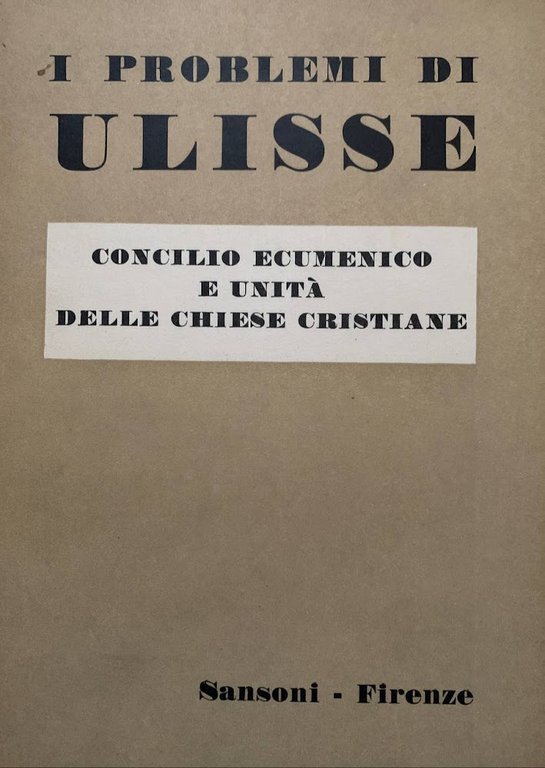 I PROBLEMI DI
ULISSE
CONCILIO ECUMENICO
E UNITÀ
DELLE CHIESE CRISTIANE
Sansoni - Firenze